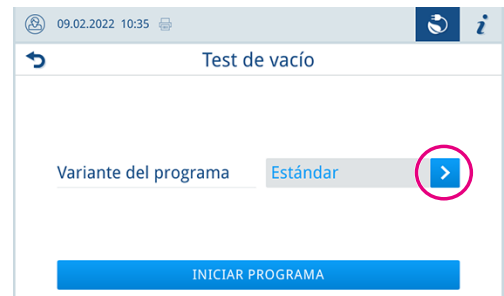 09.02.2022 10:35
i
Test de vacío
Variante del programa
Estándar
INICIAR PROGRAMA